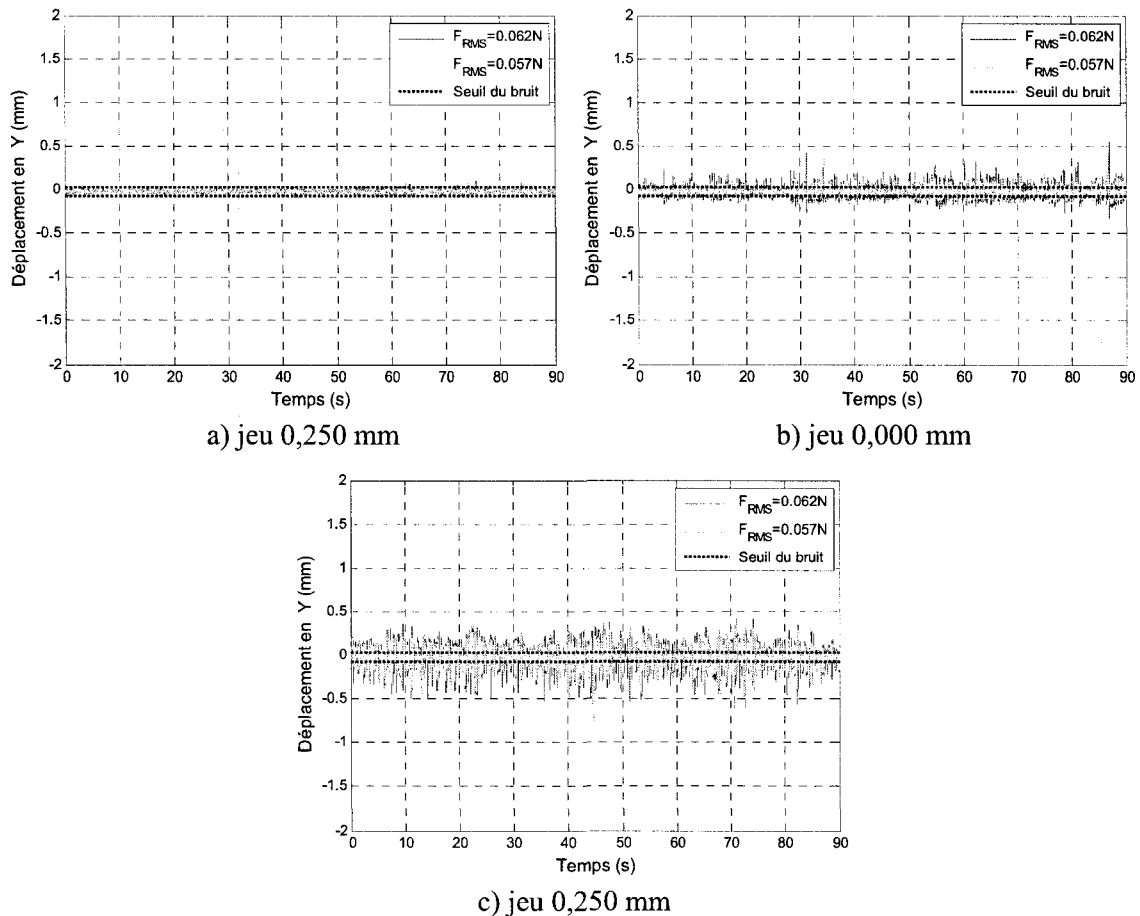 2
1.5
1
0.5
0
-0.5
-1
-1.5
-2
Déplacement en Y (mm)
F_RMS=0.062N
F_RMS=0.057N
Seuil du bruit
0 10 20 30 40 50 60 70 80 90
Temps (s)
a) jeu 0,250 mm
2
1.5
1
0.5
0
-0.5
-1
-1.5
-2
Déplacement en Y (mm)
F_RMS=0.062N
F_RMS=0.057N
Seuil du bruit
0 10 20 30 40 50 60 70 80 90
Temps (s)
b) jeu 0,000 mm
2
1.5
1
0.5
0
-0.5
-1
-1.5
-2
Déplacement en Y (mm)
F_RMS=0.062N
F_RMS=0.057N
Seuil du bruit
0 10 20 30 40 50 60 70 80 90
Temps (s)
c) jeu 0,250 mm